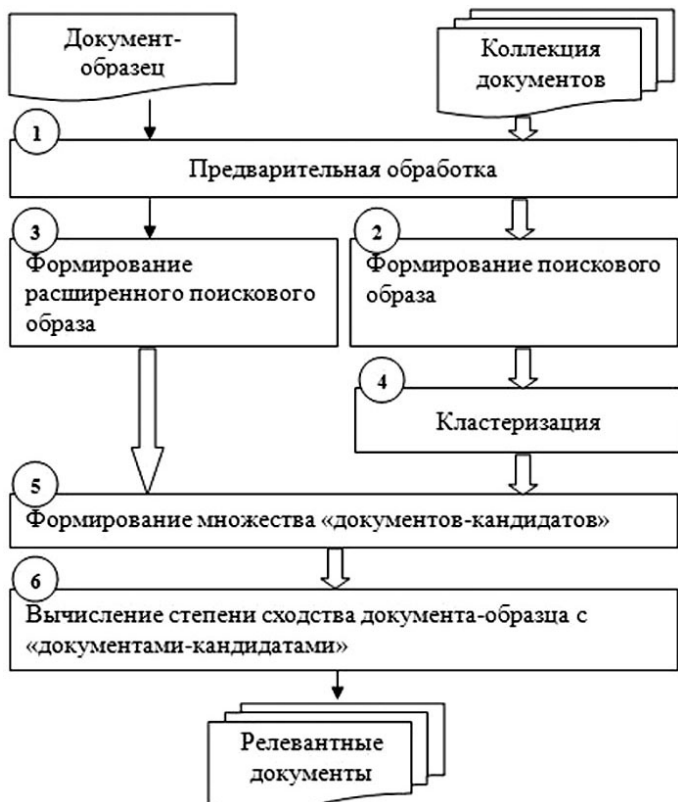 Документ-
образец
Коллекция
документов
1
Предварительная обработка
3
Формирование
расширенного поискового
образа
2
Формирование поискового
образа
4
Кластеризация
5
Формирование множества «документов-кандидатов»
6
Вычисление степени сходства документа-образца с
«документами-кандидатами»
Релевантные
документы